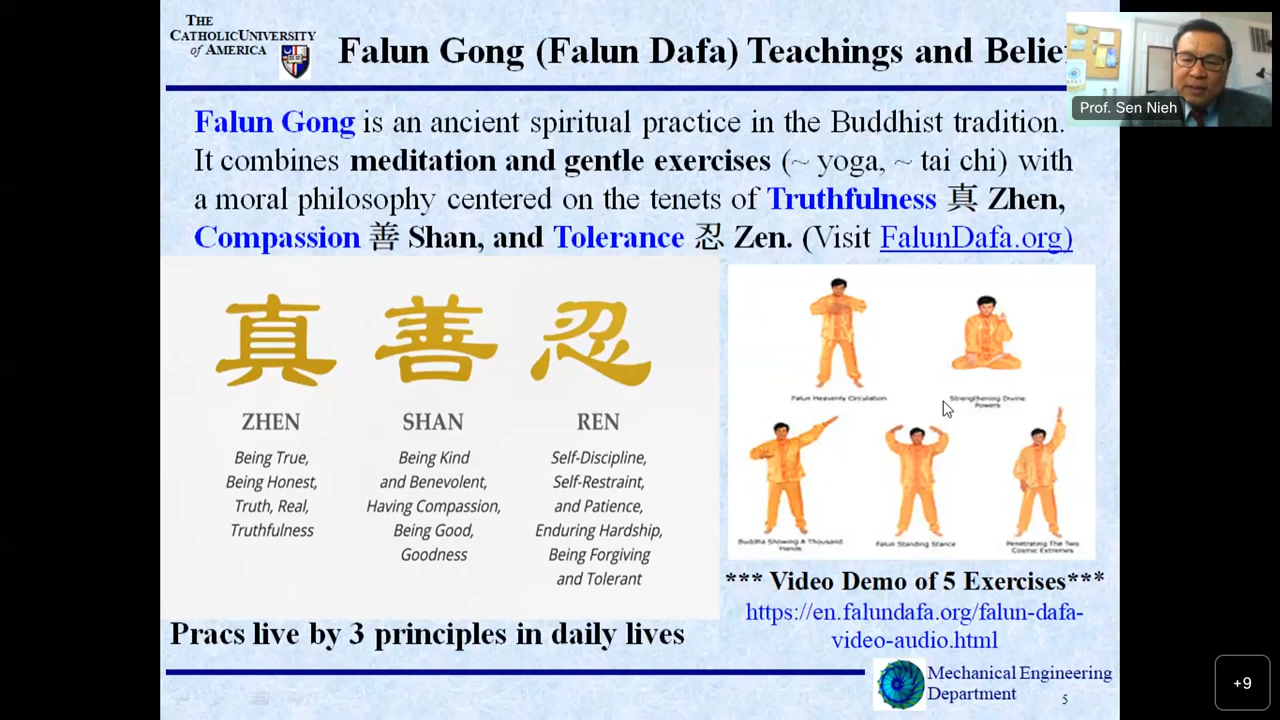 THE
CATHOLIC UNIVERSITY
of AMERICA
Falun Gong (Falun Dafa) Teachings and Belie
Prof. Sen Nieh
Falun Gong is an ancient spiritual practice in the Buddhist tradition.
It combines meditation and gentle exercises (~ yoga, ~ tai chi) with
a moral philosophy centered on the tenets of Truthfulness 真 Zhen,
Compassion 善 Shan, and Tolerance 忍 Zen. (Visit FalunDafa.org)
真 善 忍
ZHEN SHAN REN
Being True,
Being Honest,
Truth, Real,
Truthfulness
Being Kind
and Benevolent,
Having Compassion,
Being Good,
Goodness
Self-Discipline,
Self-Restraint,
and Patience,
Enduring Hardship,
Being Forgiving
and Tolerant
Falun Heavenly Circulation
Strengthening Divine
Powers
Buddha Showing A Thousand
Hands
Falun Standing Stance
Penetrating The Two
Cosmic Extremes
*** Video Demo of 5 Exercises***
https://en.falundafa.org/falun-dafa-
video-audio.html
Pracs live by 3 principles in daily lives
Mechanical Engineering
Department
5
+9